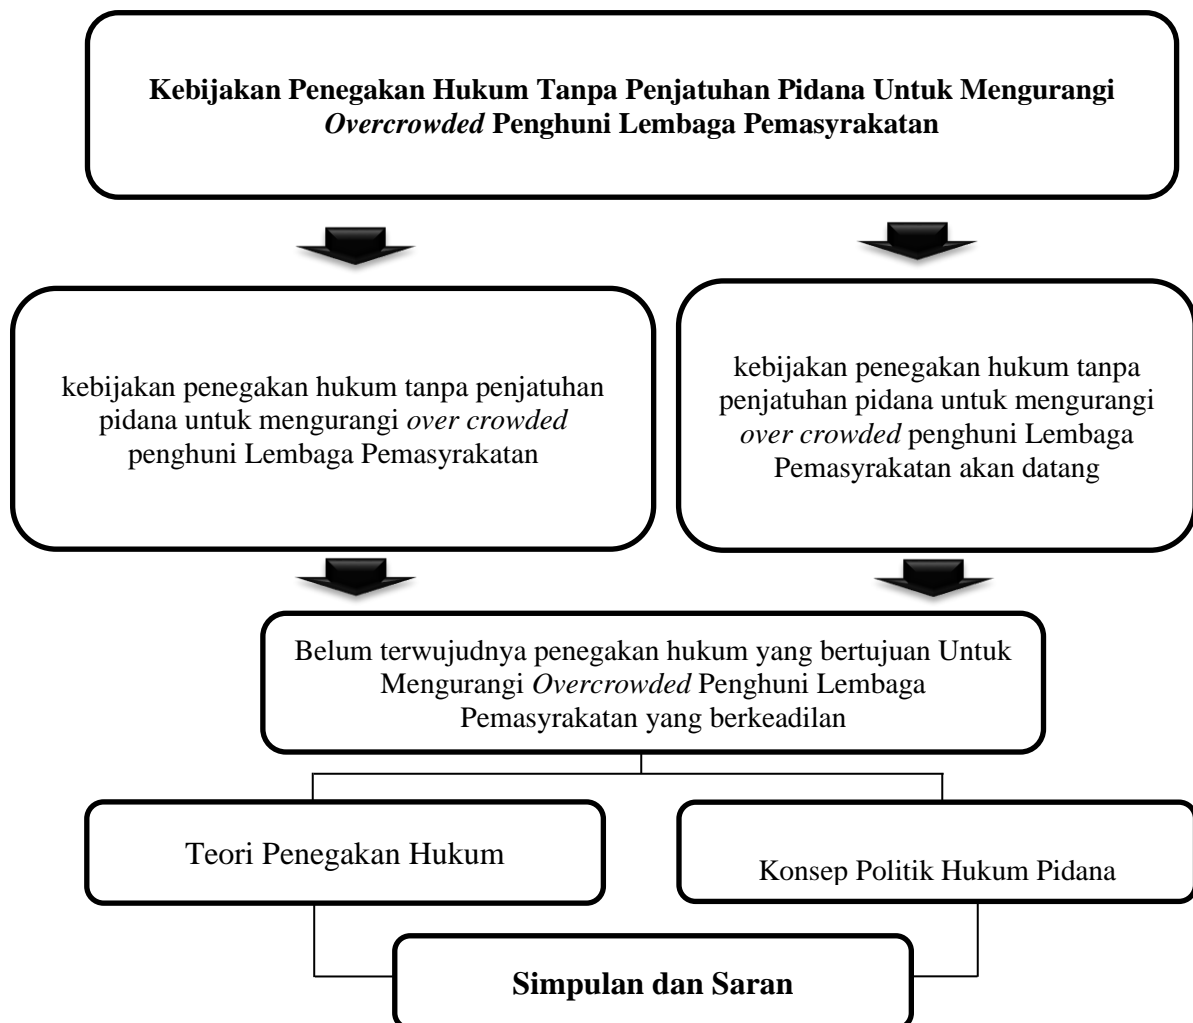 Kebijakan Penegakan Hukum Tanpa Penjatuhan Pidana Untuk Mengurangi
Overcrowded Penghuni Lembaga Pemasyrakatan
kebijakan penegakan hukum tanpa penjatuhan
pidana untuk mengurangi over crowded
penghuni Lembaga Pemasyrakatan
kebijakan penegakan hukum tanpa
penjatuhan pidana untuk mengurangi
over crowded penghuni Lembaga
Pemasyrakatan akan datang
Belum terwujudnya penegakan hukum yang bertujuan Untuk
Mengurangi Overcrowded Penghuni Lembaga
Pemasyrakatan yang berkeadilan
Teori Penegakan Hukum
Konsep Politik Hukum Pidana
Simpulan dan Saran